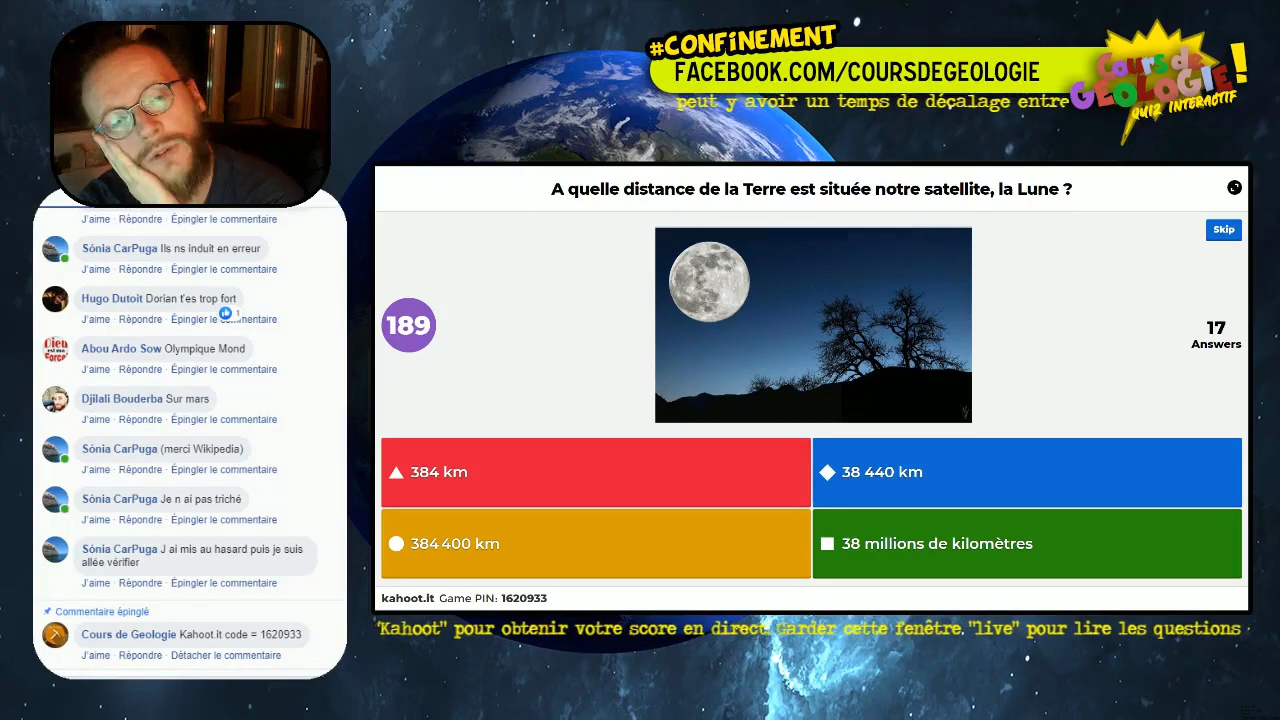 #CONFiNEMENT
FACEBOOK.COM/COURSDEGEOLOGIE
peut y avoir un temps de déçalage entre
Cours de
GEOLOGIE!
QUIZ INTERACTIF
J'aime · Répondre · Épingler le commentaire
Sónia CarPuga Ils ns induit en erreur
J'aime · Répondre · Épingler le commentaire
Hugo Dutoit Dorian t'es trop fort
1
J'aime · Répondre · Épingler le commentaire
Dieu est ma Force
Abou Ardo Sow Olympique Mond
J'aime · Répondre · Épingler le commentaire
Djilali Bouderba Sur mars
J'aime · Répondre · Épingler le commentaire
Sónia CarPuga (merci Wikipedia)
J'aime · Répondre · Épingler le commentaire
Sónia CarPuga Je n ai pas triché
J'aime · Répondre · Épingler le commentaire
Sónia CarPuga J ai mis au hasard puis je suis
allée vérifier
J'aime · Répondre · Épingler le commentaire
Commentaire épinglé
Cours de Geologie Kahoot.it code = 1620933
J'aime · Répondre · Détacher le commentaire
A quelle distance de la Terre est située notre satellite, la Lune ?
Skip
189
17
Answers
384 km
38 440 km
384 400 km
38 millions de kilomètres
kahoot.it Game PIN: 1620933
"Kahoot" pour obtenir votre score en direct. Garder cette fenêtre. "live" pour lire les questions